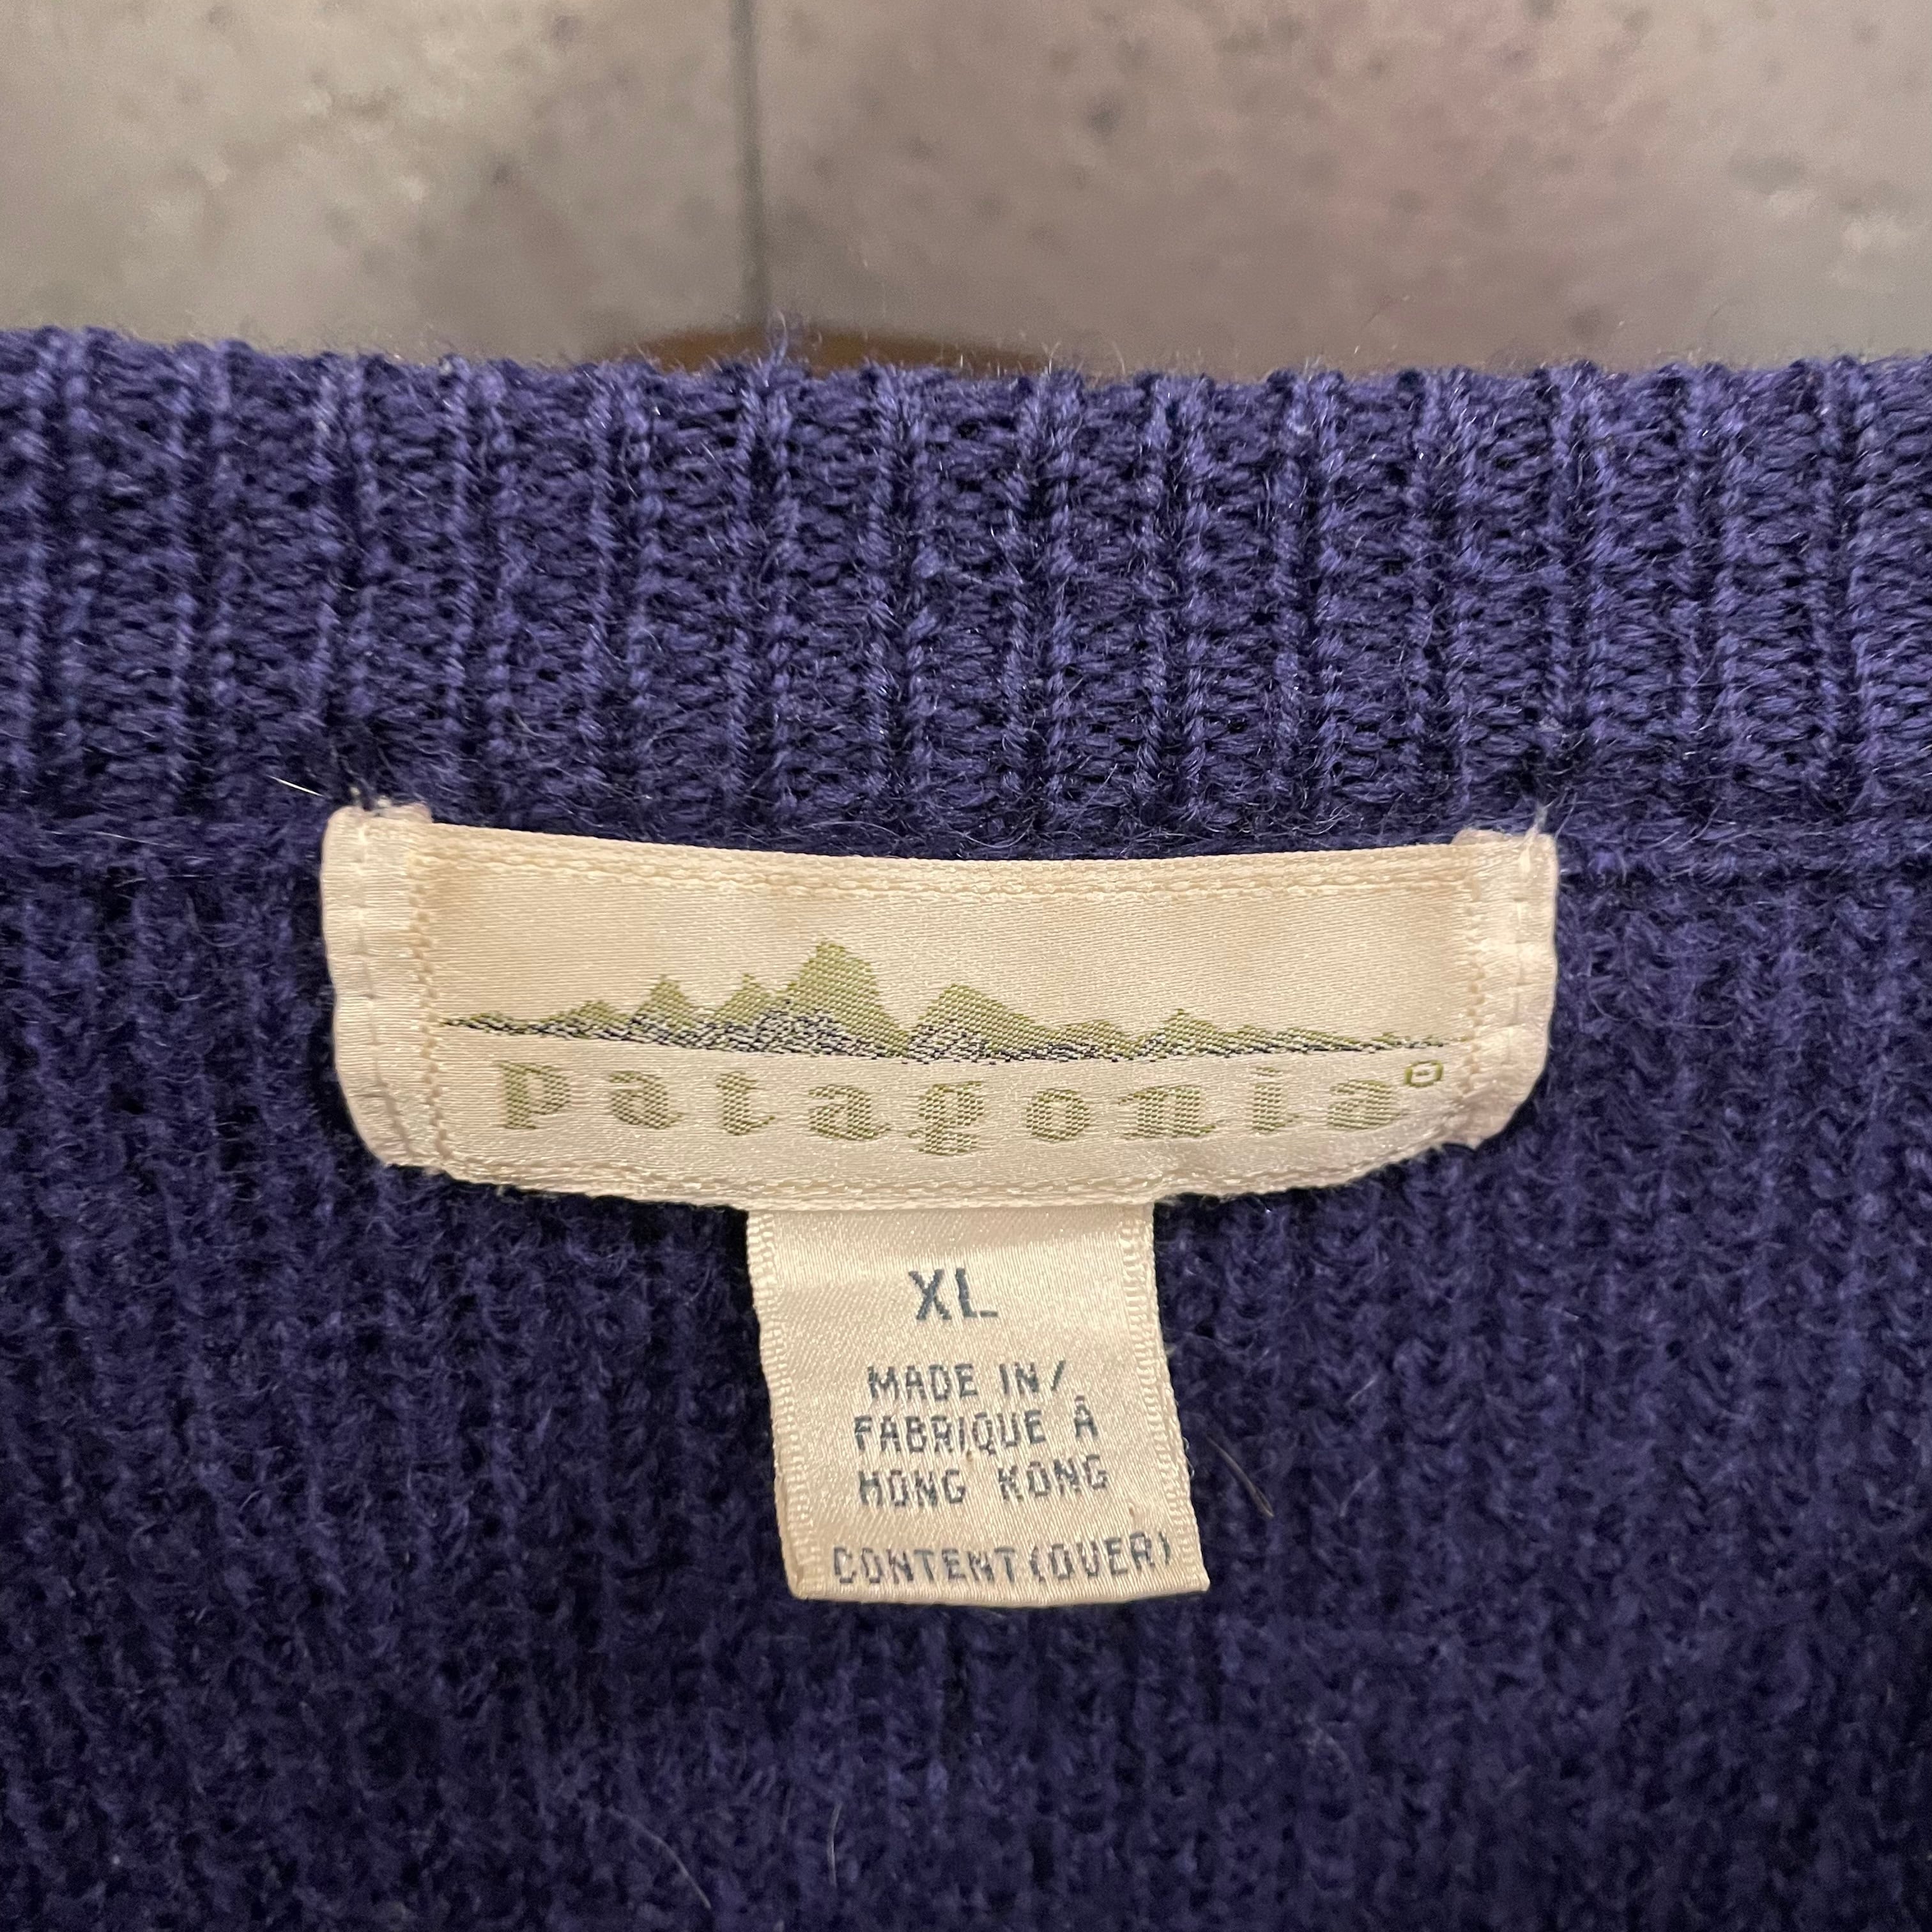 patagonia®
XL
MADE IN/
FABRIQUE À
HONG KONG
CONTENT(OVER)